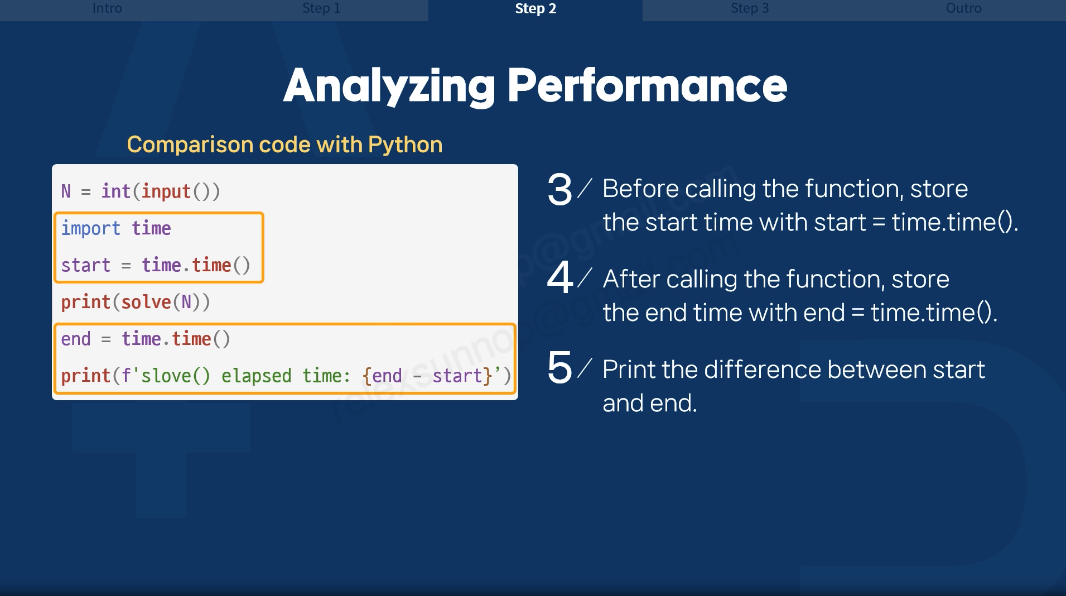 Intro
Step 1
Step 2
Step 3
Outro
Analyzing Performance
Comparison code with Python
N = int(input())
import time
start = time.time()
print(solve(N))
end = time.time()
print(f'slove() elapsed time: {end - start}’)
3/ Before calling the function, store
the start time with start = time.time().
4/ After calling the function, store
the end time with end = time.time().
5/ Print the difference between start
and end.